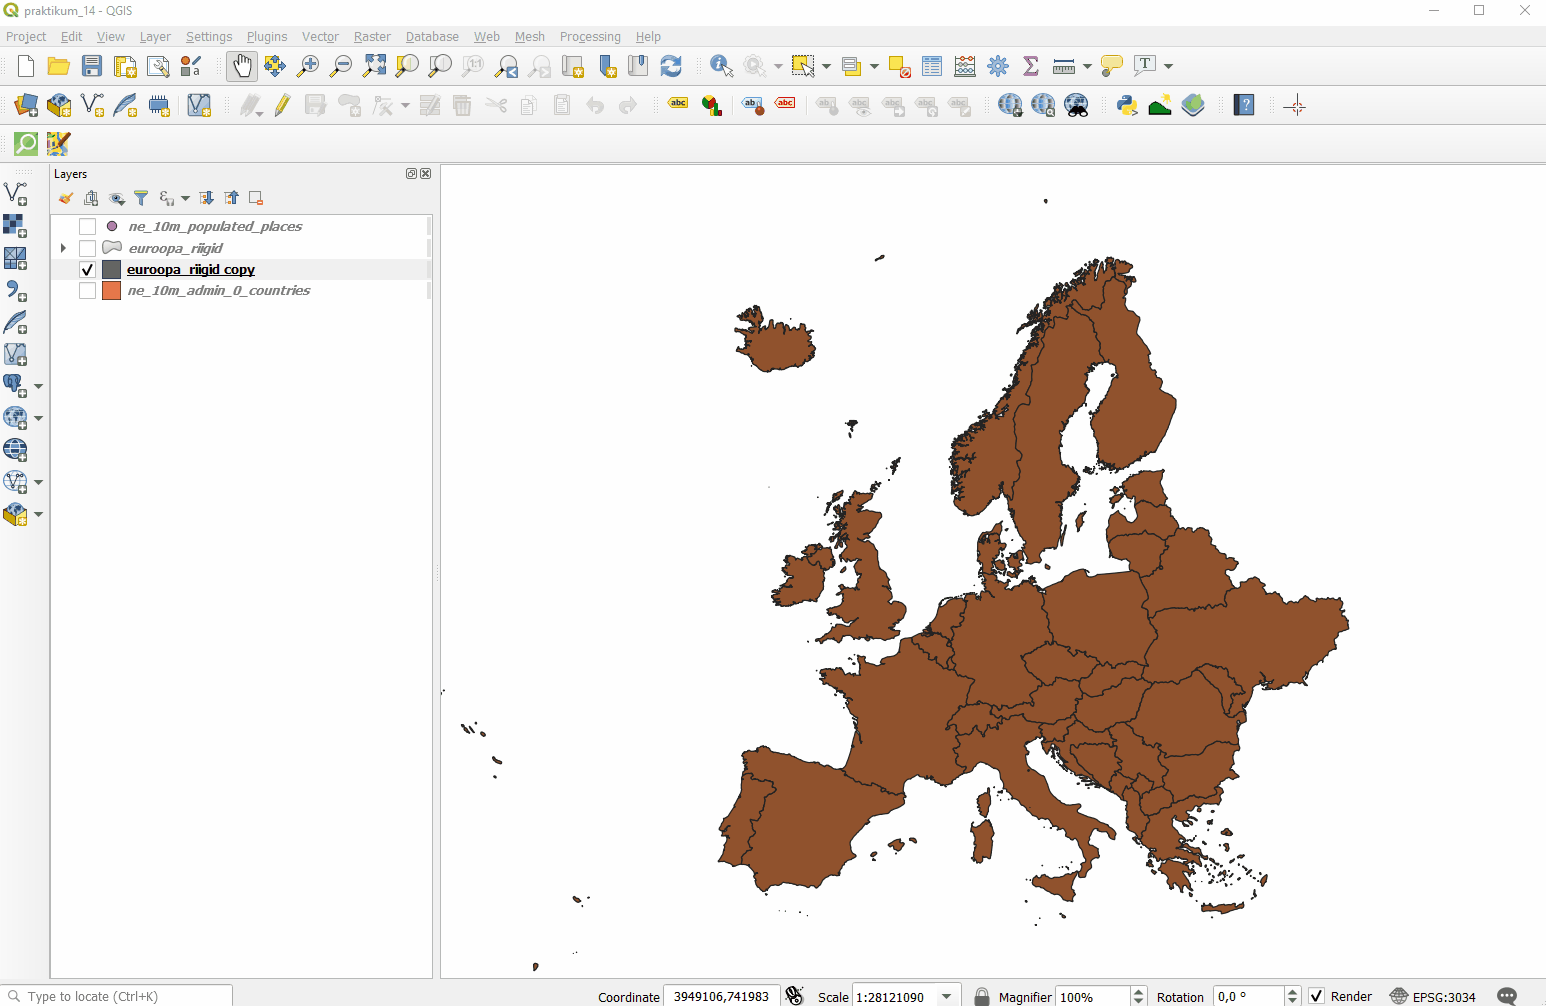 praktikum_14 - QGIS
Project Edit View Layer Settings Plugins Vector Raster Database Web Mesh Processing Help
Layers
ne_10m_populated_places
euroopa_riigid
euroopa_riigid copy
ne_10m_admin_0_countries
Type to locate (Ctrl+K)
Coordinate 3949106,741983 Scale 1:28121090 Magnifier 100% Rotation 0,0 ° Render EPSG:3034